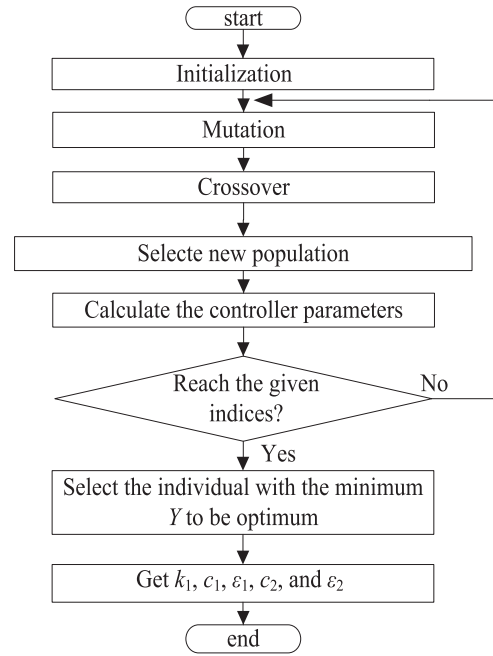 start
Initialization
Mutation
Crossover
Selecte new population
Calculate the controller parameters
Reach the given
indices?
No
Yes
Select the individual with the minimum
Y to be optimum
Get k₁, c₁, ε₁, c₂, and ε₂
end